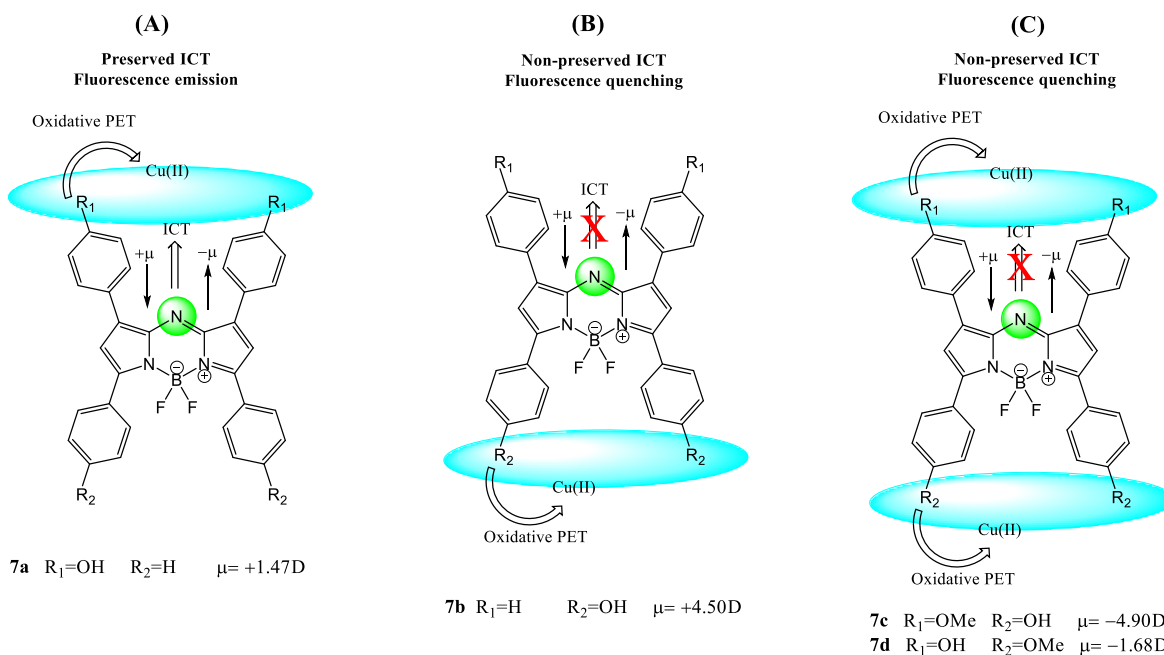 (A)
Preserved ICT
Fluorescence emission
Oxidative PET
Cu(II)
R1
R1
ICT
+μ
−μ
N
N
N
⊕
B
⊖
F
F
R2
R2
7a R1=OH R2=H μ= +1.47D
(B)
Non-preserved ICT
Fluorescence quenching
R1
R1
ICT
X
+μ
−μ
N
N
N
⊕
B
⊖
F
F
R2
R2
Cu(II)
Oxidative PET
7b R1=H R2=OH μ= +4.50D
(C)
Non-preserved ICT
Fluorescence quenching
Oxidative PET
Cu(II)
R1
R1
ICT
X
+μ
−μ
N
N
N
⊕
B
⊖
F
F
R2
R2
Cu(II)
Oxidative PET
7c R1=OMe R2=OH μ= −4.90D
7d R1=OH R2=OMe μ= −1.68D